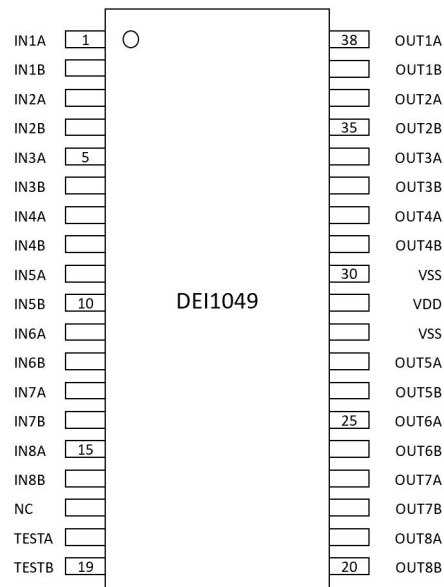 IN1A 1 38 OUT1A
IN1B OUT1B
IN2A OUT2A
IN2B 35 OUT2B
IN3A 5 OUT3A
IN3B OUT3B
IN4A OUT4A
IN4B OUT4B
IN5A 30 VSS
IN5B 10 DEI1049 VDD
IN6A VSS
IN6B OUT5A
IN7A OUT5B
IN7B 25 OUT6A
IN8A 15 OUT6B
IN8B OUT7A
NC OUT7B
TESTA OUT8A
TESTB 19 20 OUT8B